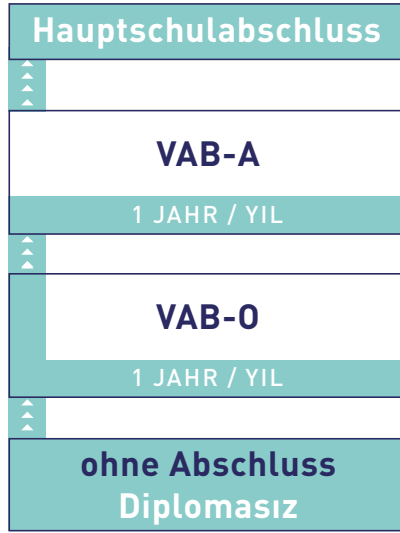 Hauptschulabschluss
VAB-A
1 JAHR / YIL
VAB-O
1 JAHR / YIL
ohne Abschluss
Diplomasız